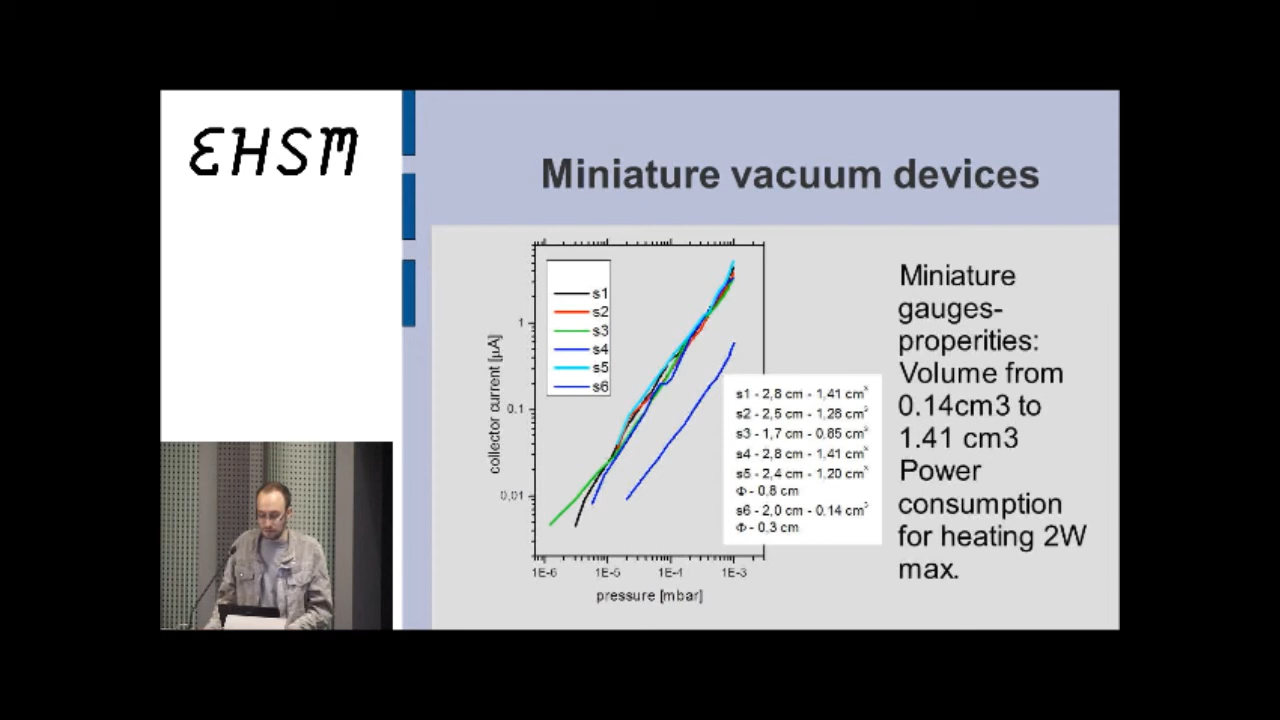 EHSM
Miniature vacuum devices
s1
s2
s3
s4
s5
s6
collector current [µA]
1
0.1
0,01
1E-6 1E-5 1E-4 1E-3
pressure [mbar]
s1 - 2,8 cm - 1,41 cm³
s2 - 2,5 cm - 1,28 cm³
s3 - 1,7 cm - 0,85 cm³
s4 - 2,8 cm - 1,41 cm³
s5 - 2,4 cm - 1,20 cm³
Φ - 0,8 cm
s6 - 2,0 cm - 0,14 cm³
Φ - 0,3 cm
Miniature
gauges-
properities:
Volume from
0.14cm3 to
1.41 cm3
Power
consumption
for heating 2W
max.